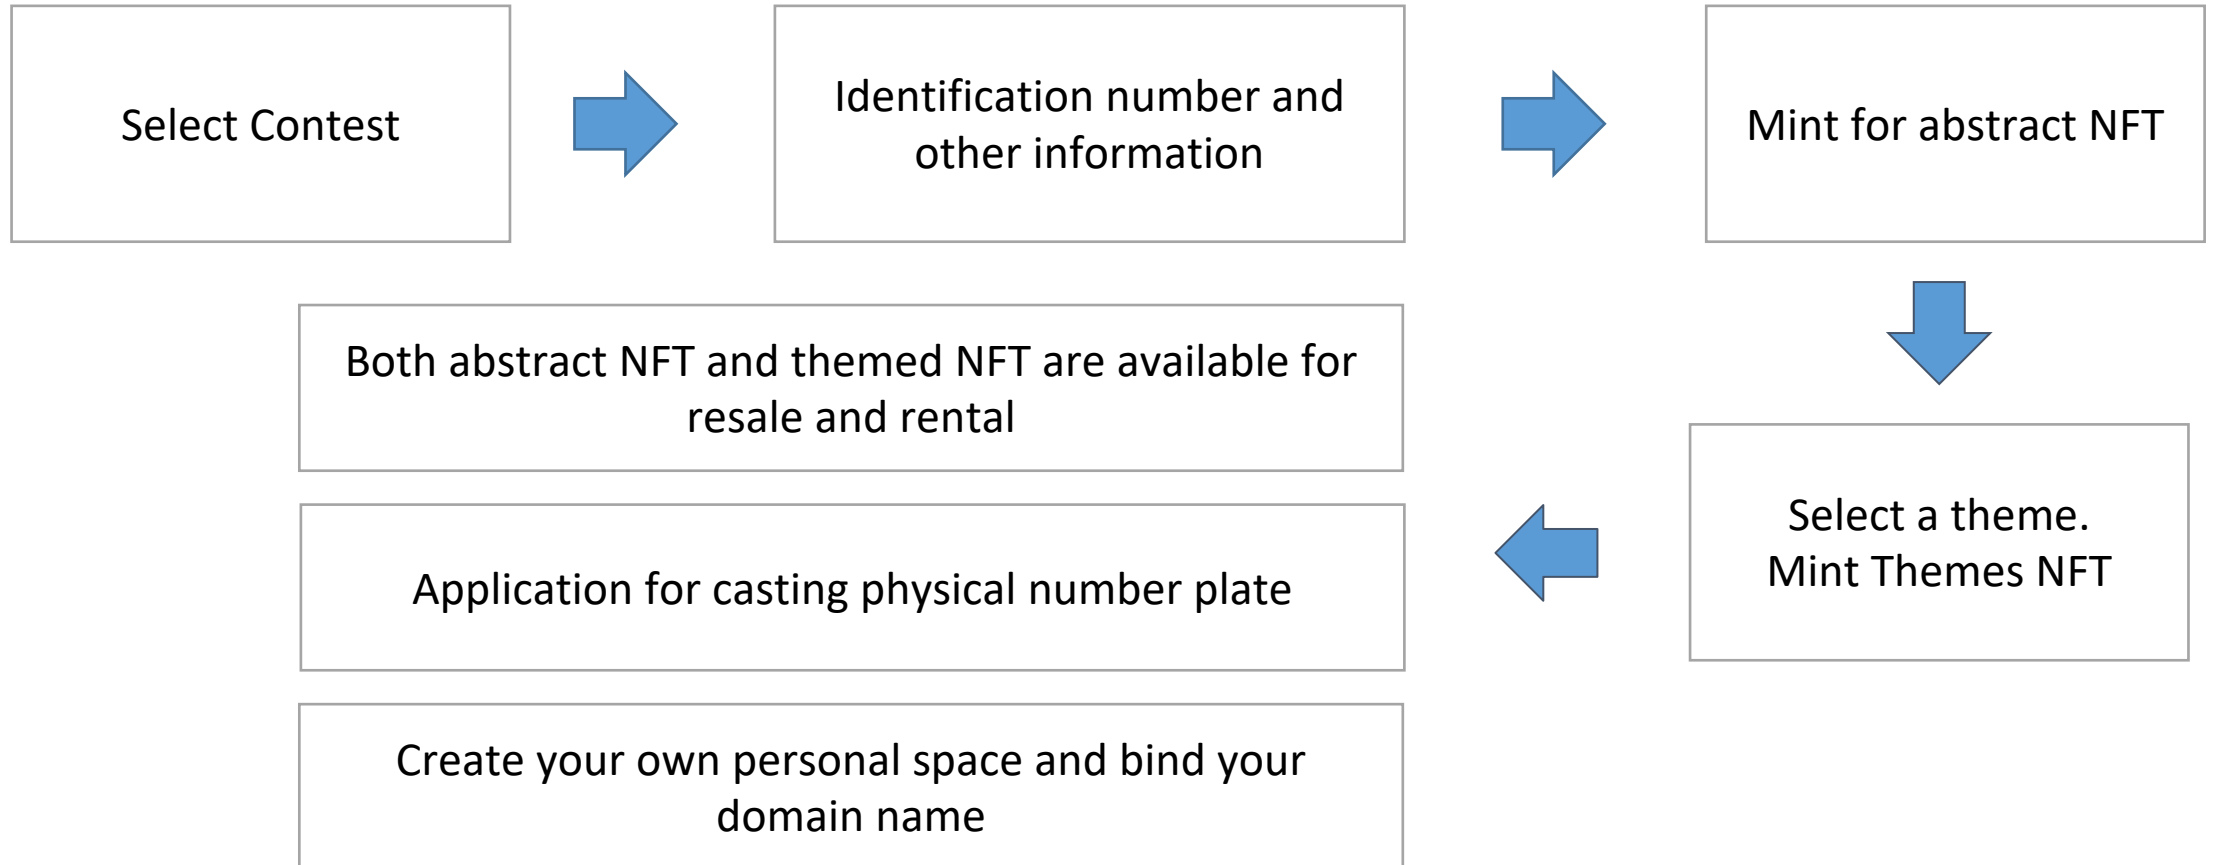 Select Contest
Identification number and
other information
Mint for abstract NFT
Both abstract NFT and themed NFT are available for
resale and rental
Select a theme.
Mint Themes NFT
Application for casting physical number plate
Create your own personal space and bind your
domain name